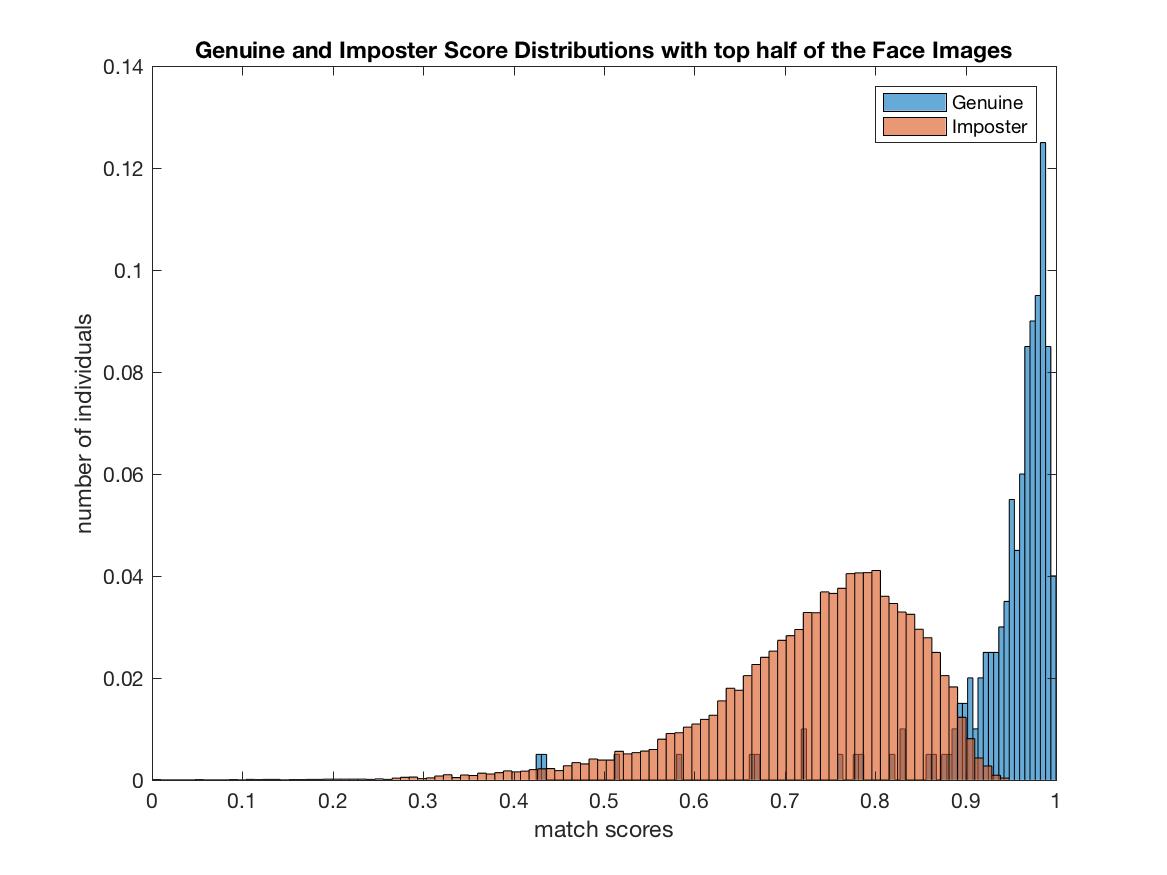 Genuine and Imposter Score Distributions with top half of the Face Images
Genuine
Imposter
0.14
0.12
0.1
0.08
0.06
0.04
0.02
0
number of individuals
0 0.1 0.2 0.3 0.4 0.5 0.6 0.7 0.8 0.9 1
match scores